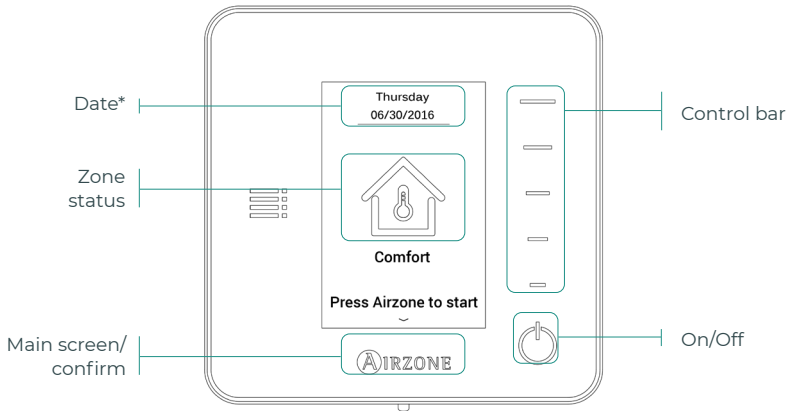 Date*
Thursday
06/30/2016
Control bar
Zone
status
Comfort
Press Airzone to start
Main screen/
confirm
AIRZONE
On/Off